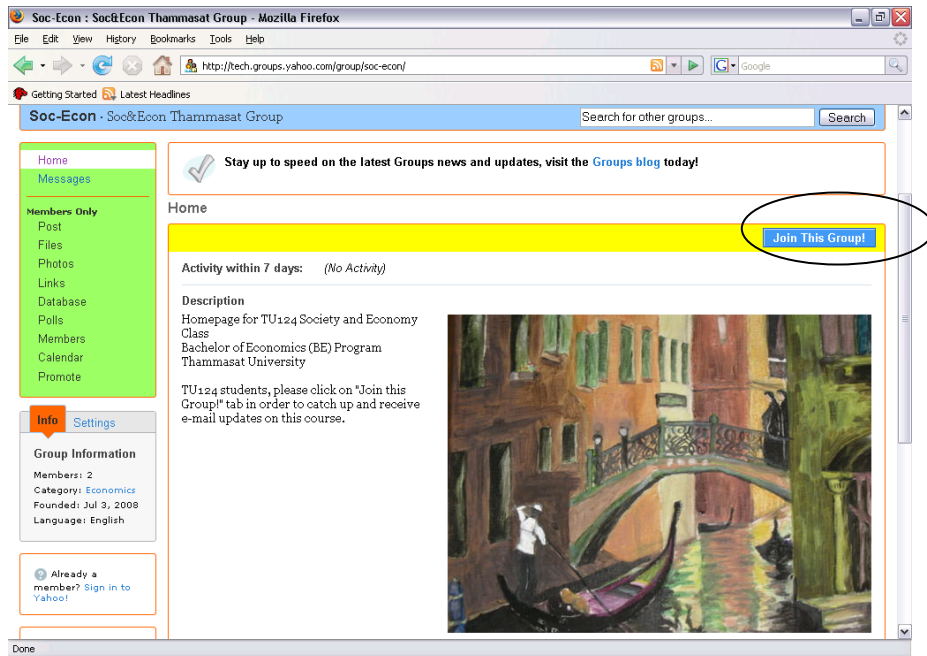 Soc-Econ : Soc&Econ Thammasat Group - Mozilla Firefox
File Edit View History Bookmarks Tools Help
http://tech.groups.yahoo.com/group/soc-econ/
G Google
Getting Started Latest Headlines
Soc-Econ · Soc&Econ Thammasat Group
Search for other groups...
Search
Home
Messages
Members Only
Post
Files
Photos
Links
Database
Polls
Members
Calendar
Promote
Info Settings
Group Information
Members: 2
Category: Economics
Founded: Jul 3, 2008
Language: English
Already a
member? Sign in to
Yahoo!
Stay up to speed on the latest Groups news and updates, visit the Groups blog today!
Home
Join This Group!
Activity within 7 days: (No Activity)
Description
Homepage for TU124 Society and Economy
Class
Bachelor of Economics (BE) Program
Thammasat University
TU124 students, please click on "Join this
Group!" tab in order to catch up and receive
e-mail updates on this course.
Done